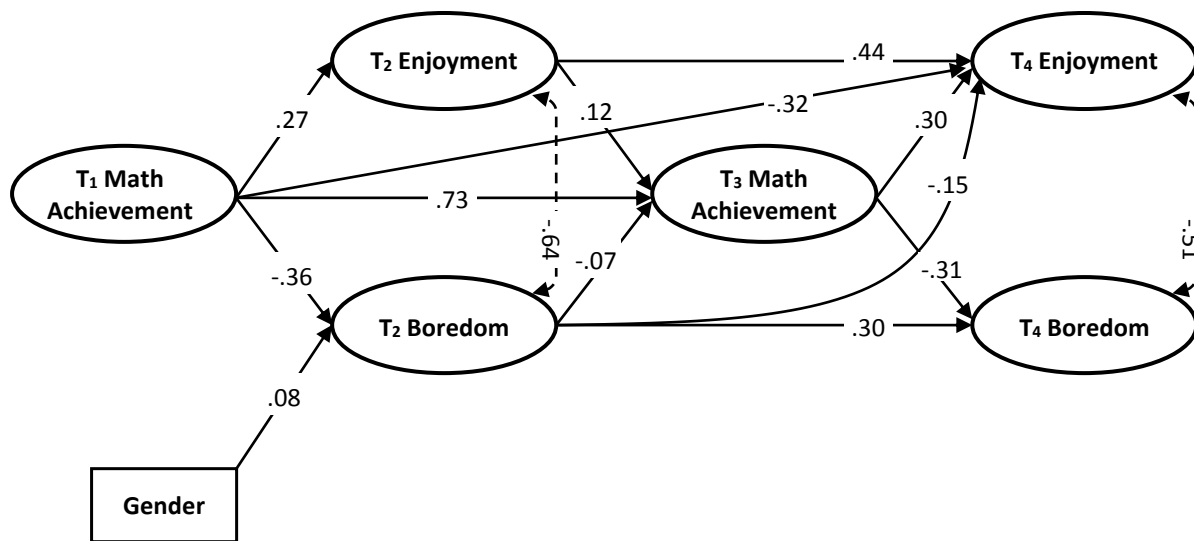 T₂ Enjoyment
.44
T₄ Enjoyment
-.32
.27
.12
.30
T₁ Math
Achievement
.73
T₃ Math
Achievement
-.15
-.64
-.51
-.36
-.07
-.31
T₂ Boredom
.30
T₄ Boredom
.08
Gender